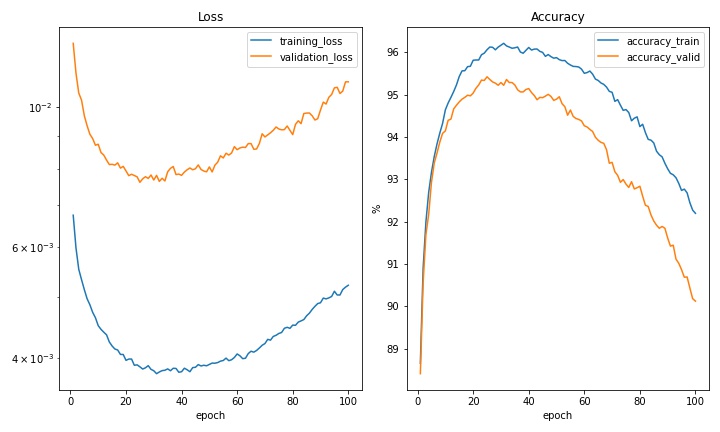 Loss
training_loss
validation_loss
10⁻²
6 × 10⁻³
4 × 10⁻³
0 20 40 60 80 100
epoch
Accuracy
accuracy_train
accuracy_valid
96
95
94
93
92
91
90
89
%
0 20 40 60 80 100
epoch